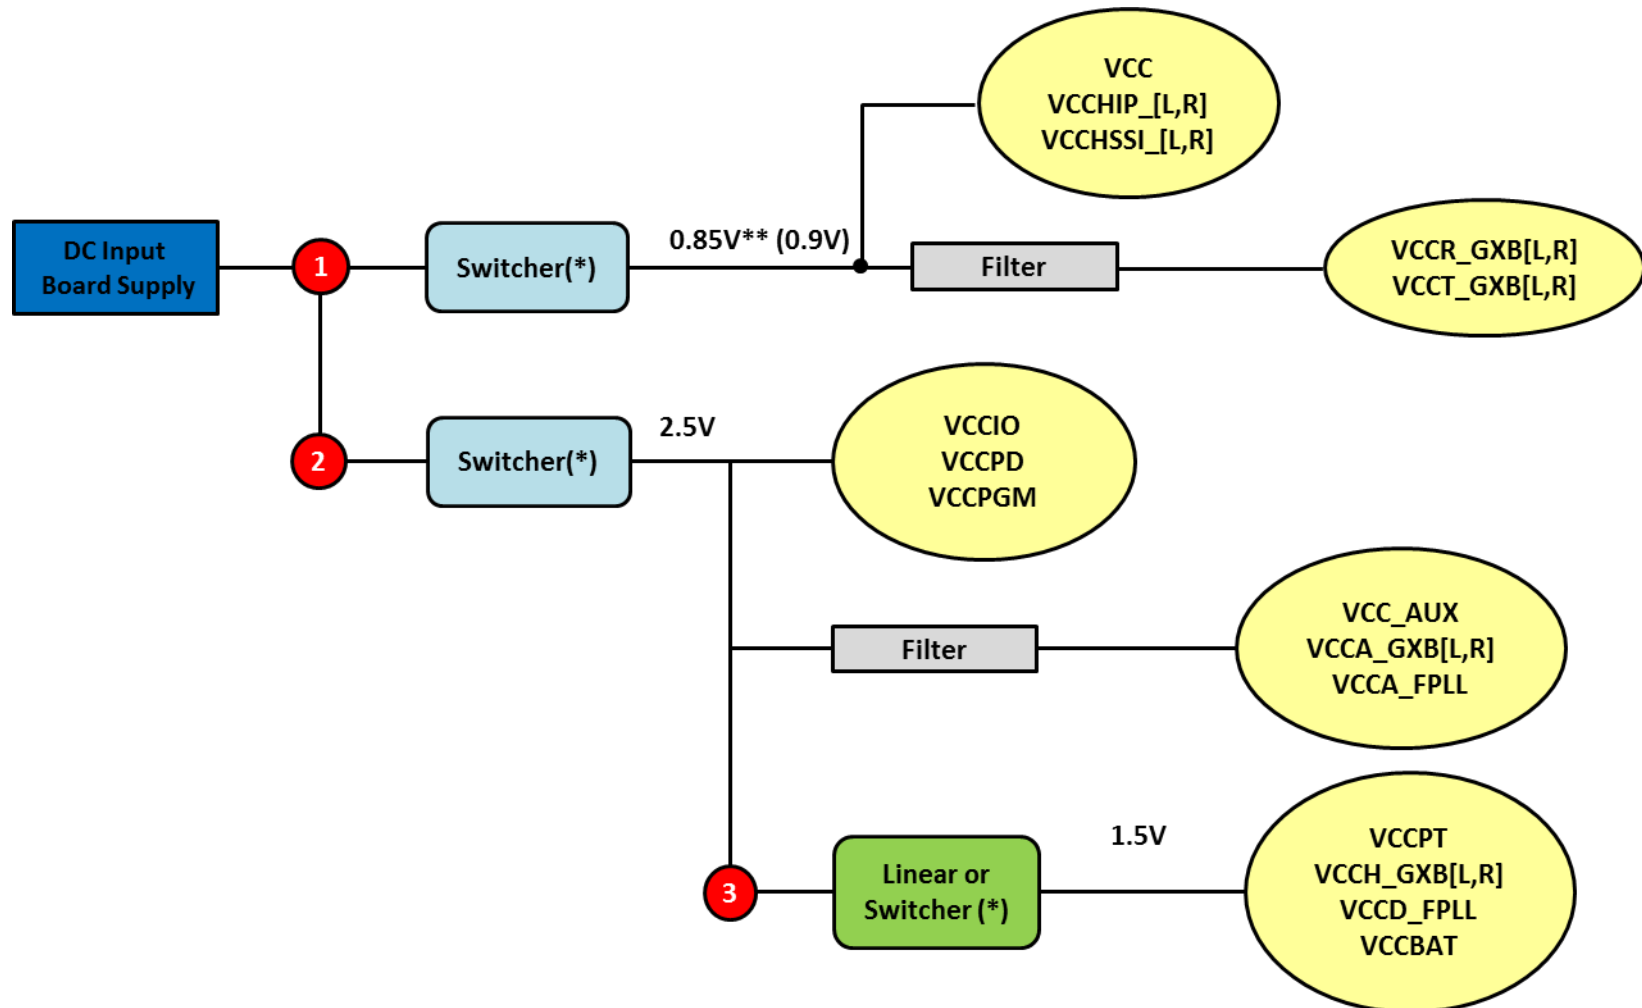 VCC
VCCHIP_[L,R]
VCCHSSI_[L,R]
DC Input
Board Supply
1
Switcher(*)
0.85V** (0.9V)
Filter
VCCR_GXB[L,R]
VCCT_GXB[L,R]
2
Switcher(*)
2.5V
VCCIO
VCCPD
VCCPGM
Filter
VCC_AUX
VCCA_GXB[L,R]
VCCA_FPLL
3
Linear or
Switcher (*)
1.5V
VCCPT
VCCH_GXB[L,R]
VCCD_FPLL
VCCBAT